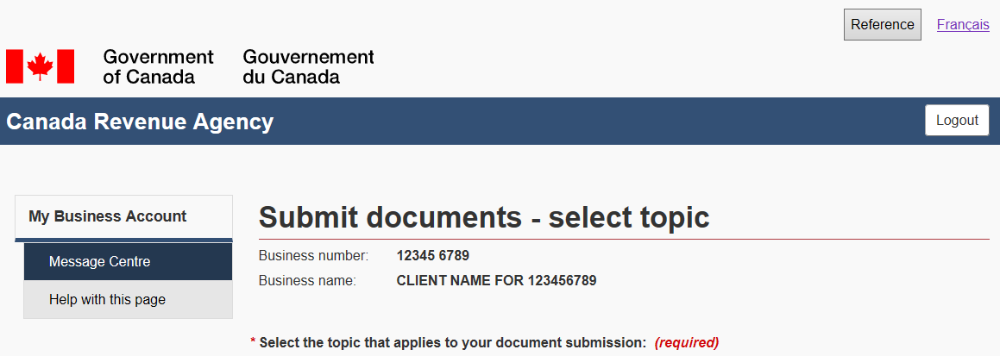 Reference Français
Government Gouvernement
of Canada du Canada
Canada Revenue Agency Logout
My Business Account
Message Centre
Help with this page
Submit documents - select topic
Business number: 12345 6789
Business name: CLIENT NAME FOR 123456789
* Select the topic that applies to your document submission: (required)